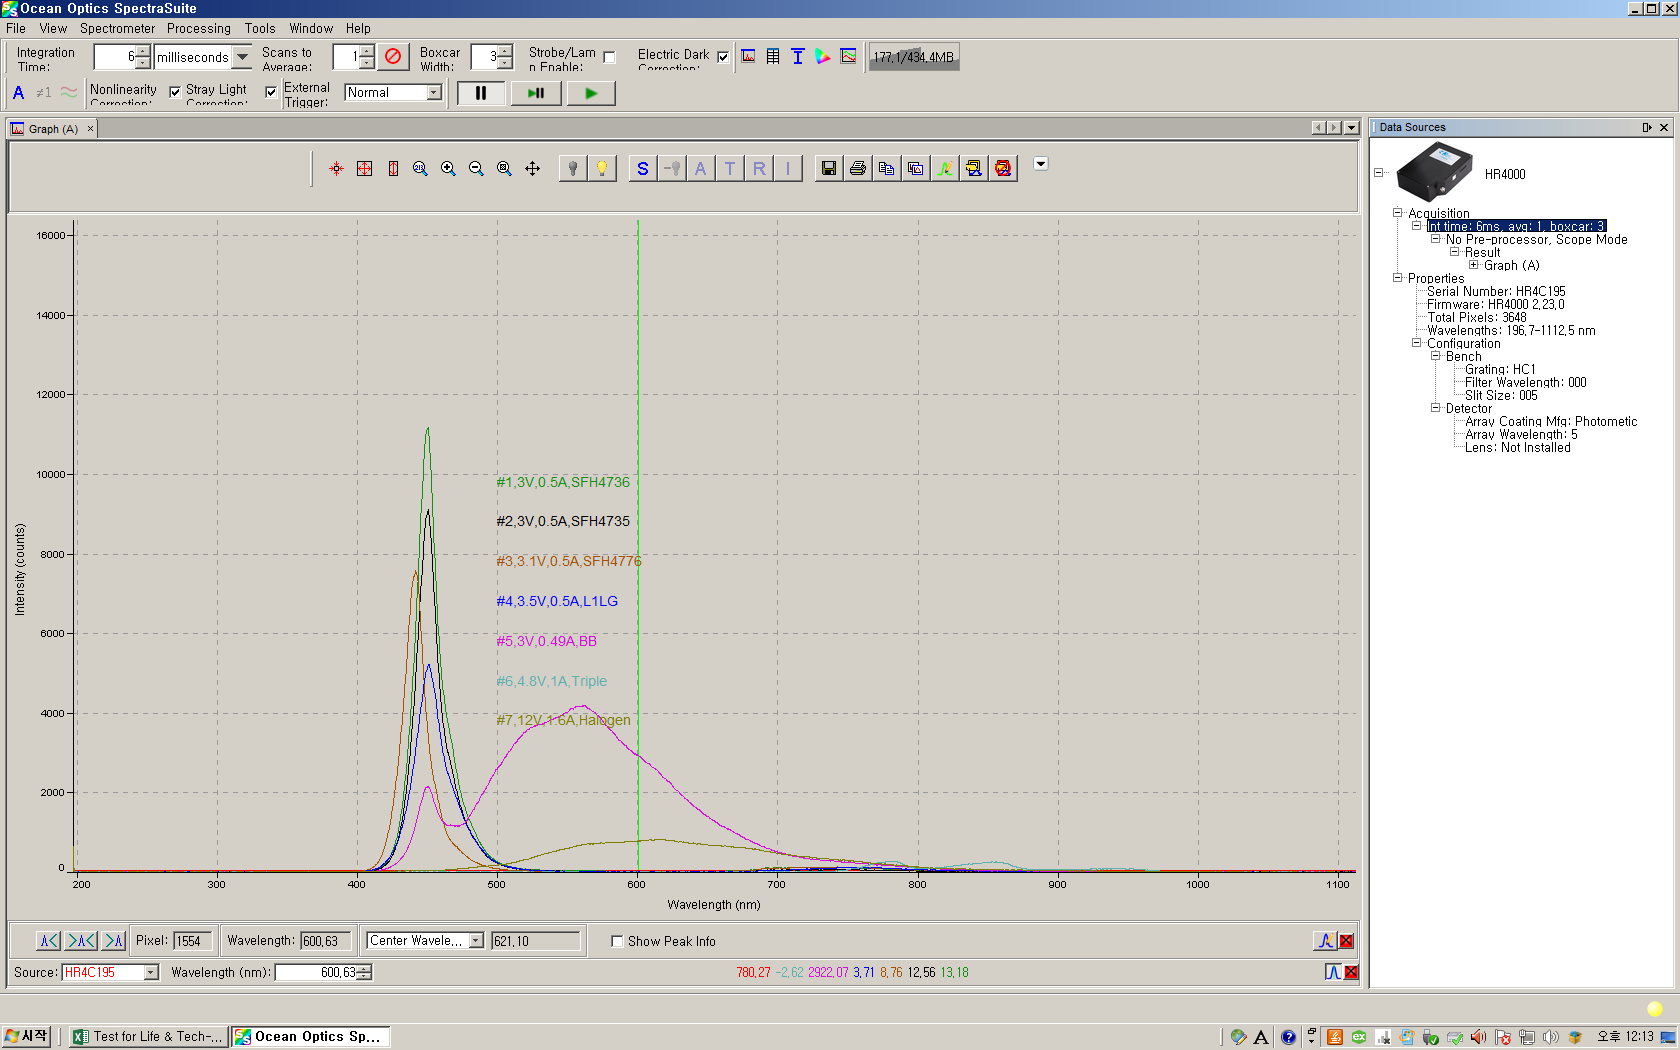 Ocean Optics SpectraSuite
File View Spectrometer Processing Tools Window Help
Integration Time: 6 milliseconds Scans to Average: 1 Boxcar Width: 3 Strobe/Lam n Enable: Electric Dark Correction: 177,1/434,4MB
A ≠1 Nonlinearity Correction: Stray Light Correction: External Trigger: Normal
Graph (A) ×
S A T R I
16000
14000
12000
10000
8000
6000
4000
2000
0
Intensity (counts)
#1,3V,0.5A,SFH4736
#2,3V,0.5A,SFH4735
#3,3.1V,0.5A,SFH4776
#4,3.5V,0.5A,L1LG
#5,3V,0.49A,BB
#6,4.8V,1A,Triple
#7,12V,1.6A,Halogen
200 300 400 500 600 700 800 900 1000 1100
Wavelength (nm)
Pixel: 1554 Wavelength: 600,63 Center Wavele... 621,10 Show Peak Info
Source: HR4C195 Wavelength (nm): 600,63 780,27 -2,62 2922,07 3,71 8,76 12,56 13,18
Data Sources
HR4000
Acquisition
Int time: 6ms, avg: 1, boxcar: 3
No Pre-processor, Scope Mode
Result
Graph (A)
Properties
Serial Number: HR4C195
Firmware: HR4000 2,23,0
Total Pixels: 3648
Wavelengths: 196,7-1112,5 nm
Configuration
Bench
Grating: HC1
Filter Wavelength: 000
Slit Size: 005
Detector
Array Coating Mfg: Photometic
Array Wavelength: 5
Lens: Not Installed
시작 Test for Life & Tech-... Ocean Optics Sp... A 오후 12:13